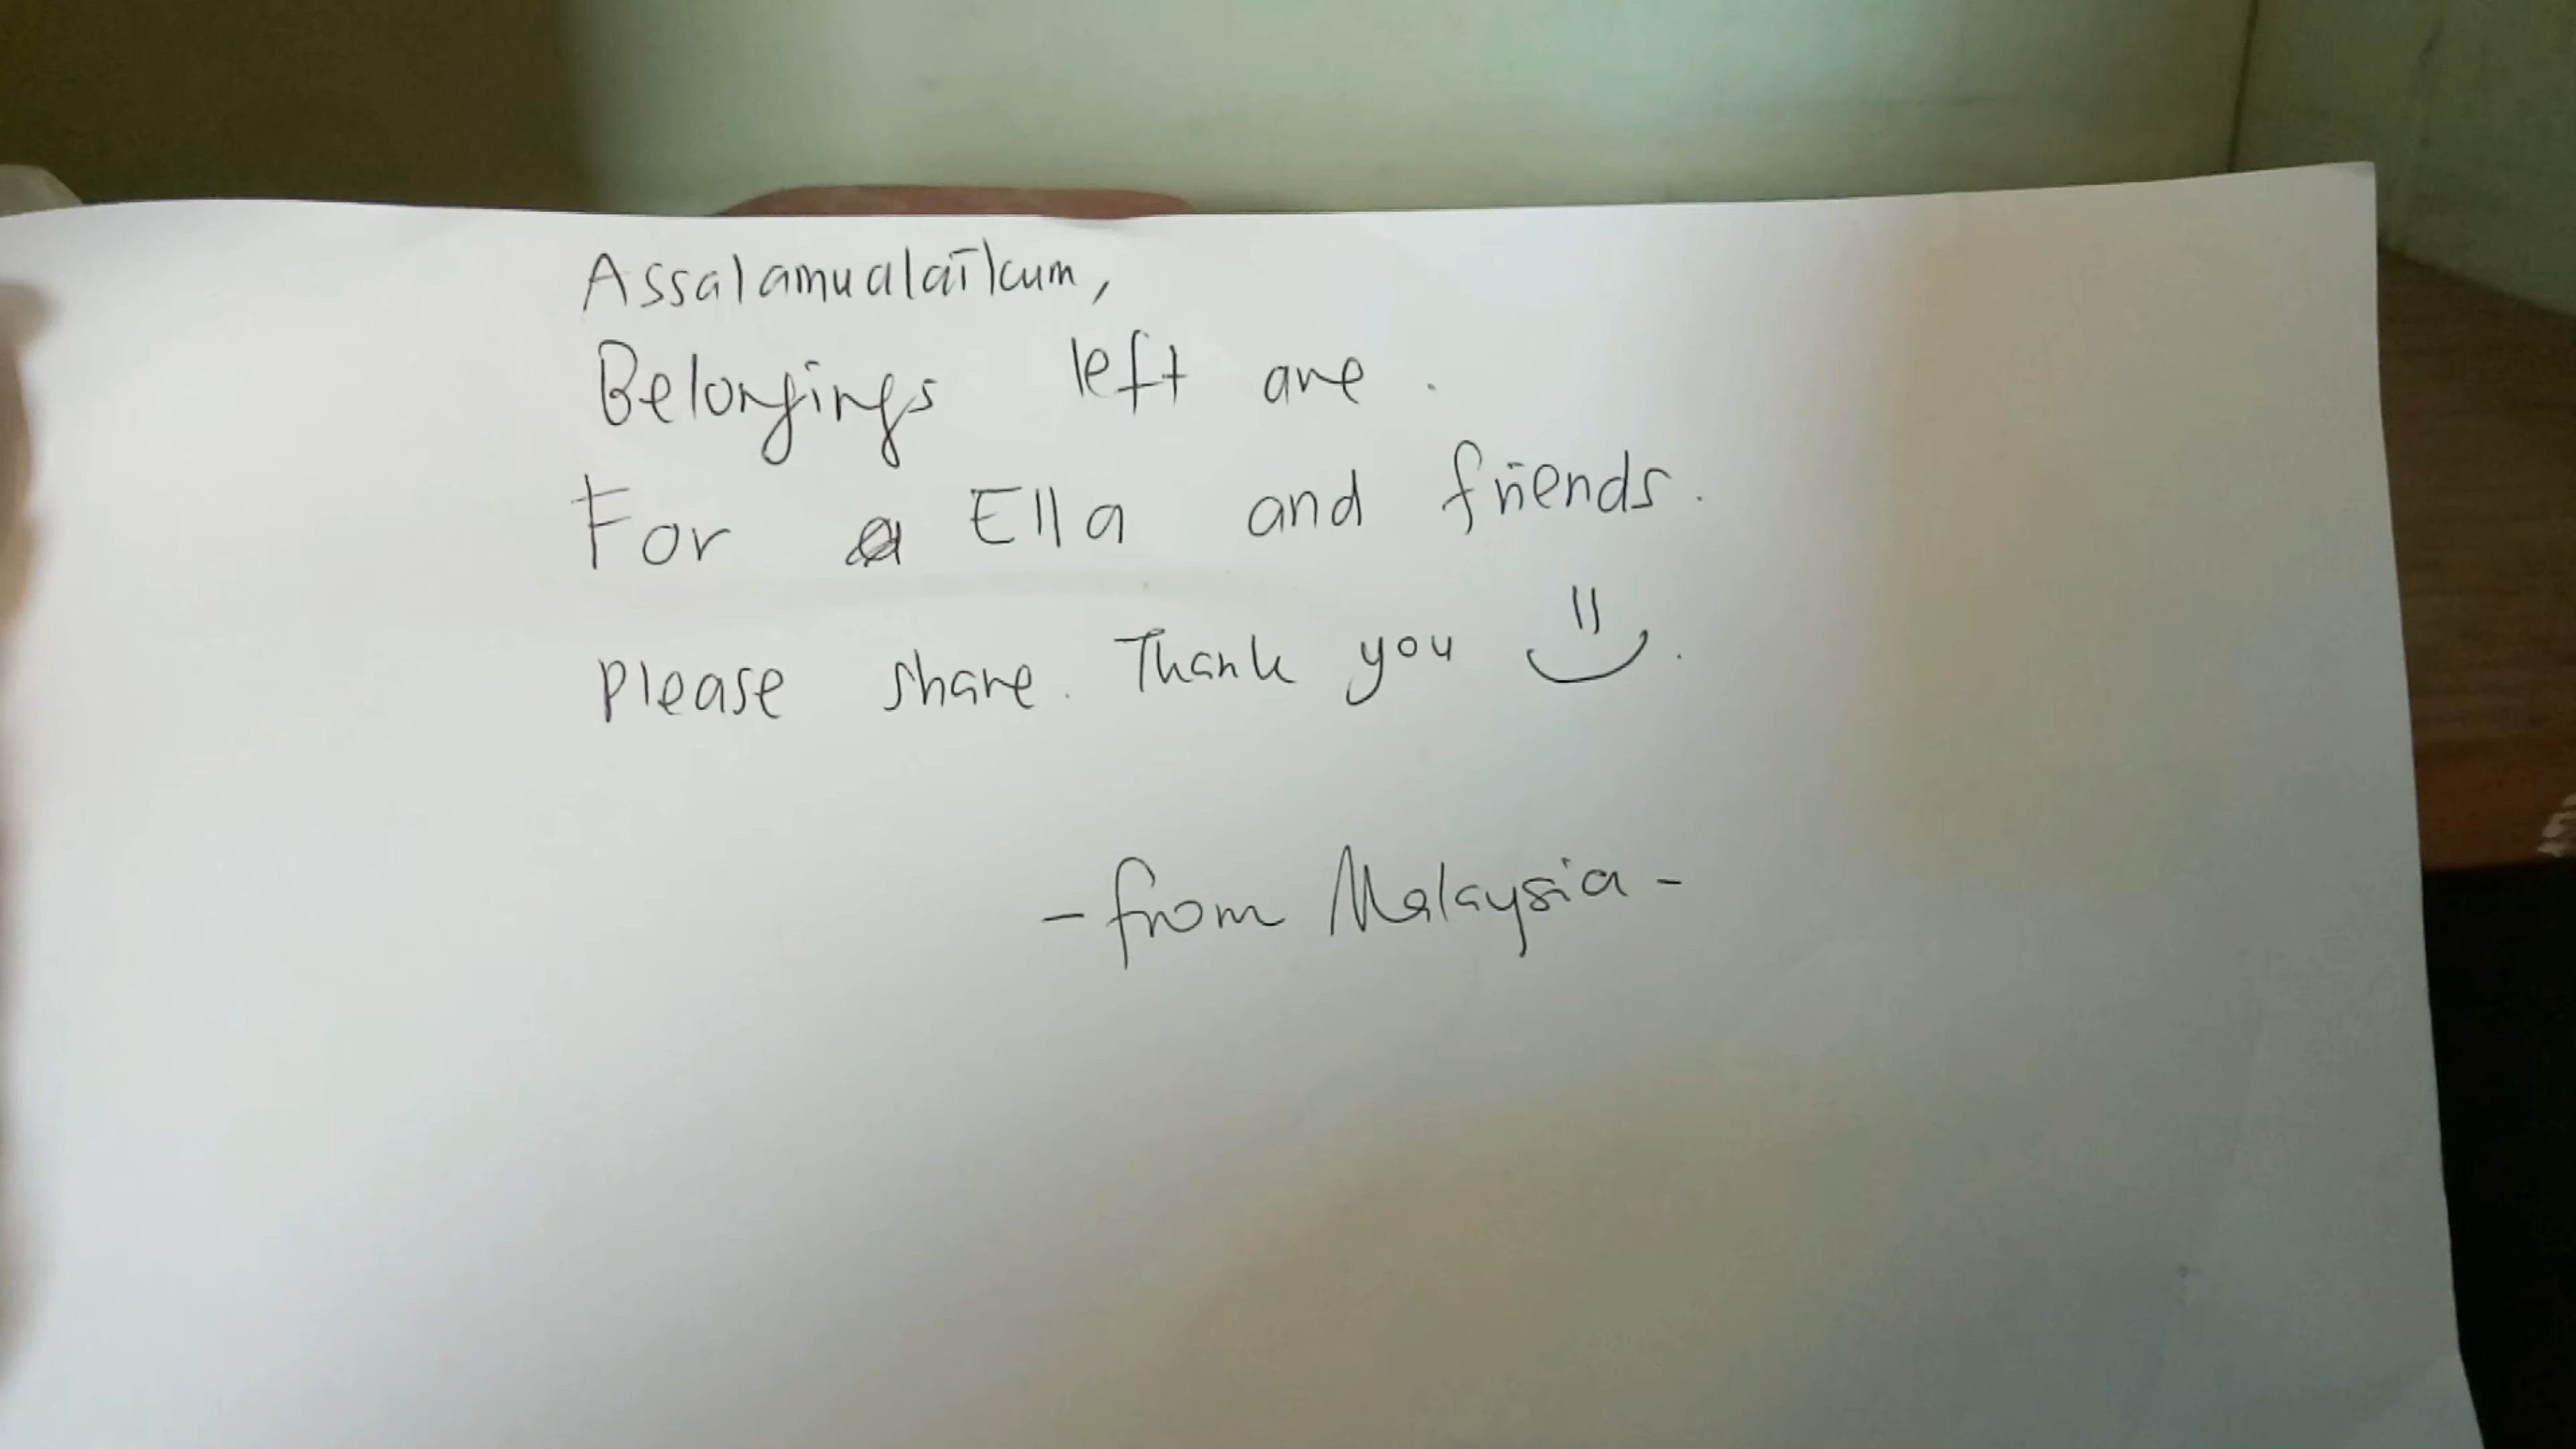 Assalamualaikum,
Belongings left are.
For Ella and friends.
please share. Thank you =).
- from Malaysia -